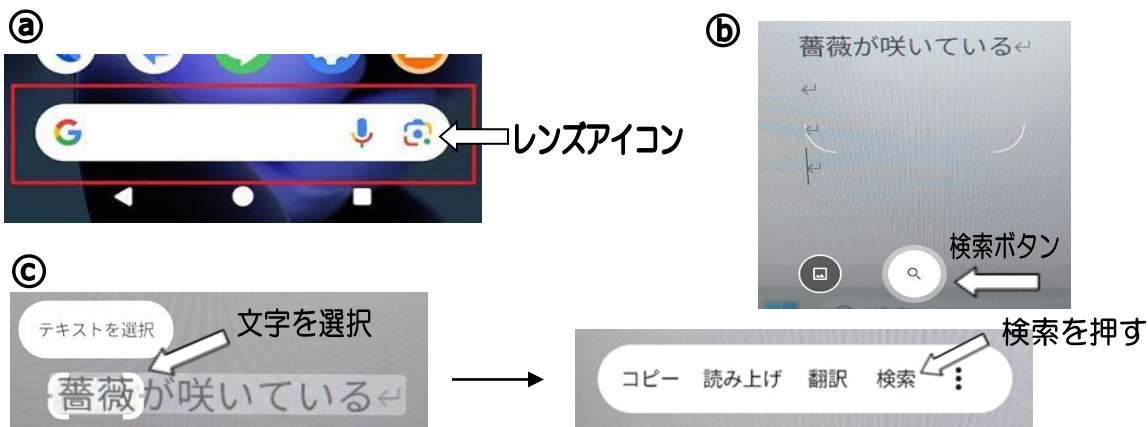 ⓐ
レンズアイコン
ⓑ
薔薇が咲いている↵
↵
↵
↵
検索ボタン
ⓒ
テキストを選択
文字を選択
薔薇が咲いている↵
検索を押す
コピー 読み上げ 翻訳 検索